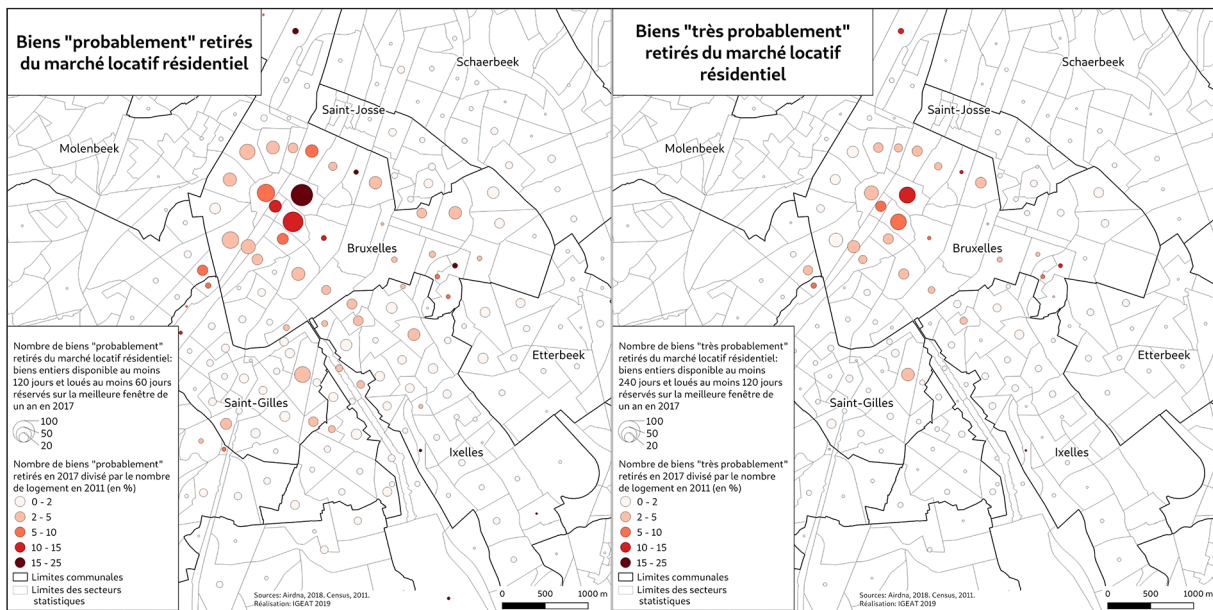 Biens "probablement" retirés
du marché locatif résidentiel
Schaerbeek
Saint-Josse
Molenbeek
Bruxelles
Etterbeek
Saint-Gilles
Ixelles
Nombre de biens "probablement"
retirés du marché locatif résidentiel:
biens entiers disponible au moins
120 jours et loués au moins 60 jours
réservés sur la meilleure fenêtre de
un an en 2017
100
50
20
Nombre de biens "probablement"
retirés en 2017 divisé par le nombre
de logement en 2011 (en %)
0 - 2
2 - 5
5 - 10
10 - 15
15 - 25
Limites communales
Limites des secteurs
statistiques
Sources: Airdna, 2018. Census, 2011.
Réalisation: IGEAT 2019
0 500 1000 m
Biens "très probablement"
retirés du marché locatif
résidentiel
Schaerbeek
Saint-Josse
Molenbeek
Bruxelles
Etterbeek
Saint-Gilles
Ixelles
Nombre de biens "très probablement"
retirés du marché locatif résidentiel:
biens entiers disponible au moins
240 jours et loués au moins 120 jours
réservés sur la meilleure fenêtre de
un an en 2017
100
50
20
Nombre de biens "très probablement"
retirés en 2017 divisé par le nombre
de logement en 2011 (en %)
0 - 2
2 - 5
5 - 10
10 - 15
15 - 25
Limites communales
Limites des secteurs
statistiques
Sources: Airdna, 2018. Census, 2011.
Réalisation: IGEAT 2019
0 500 1000 m